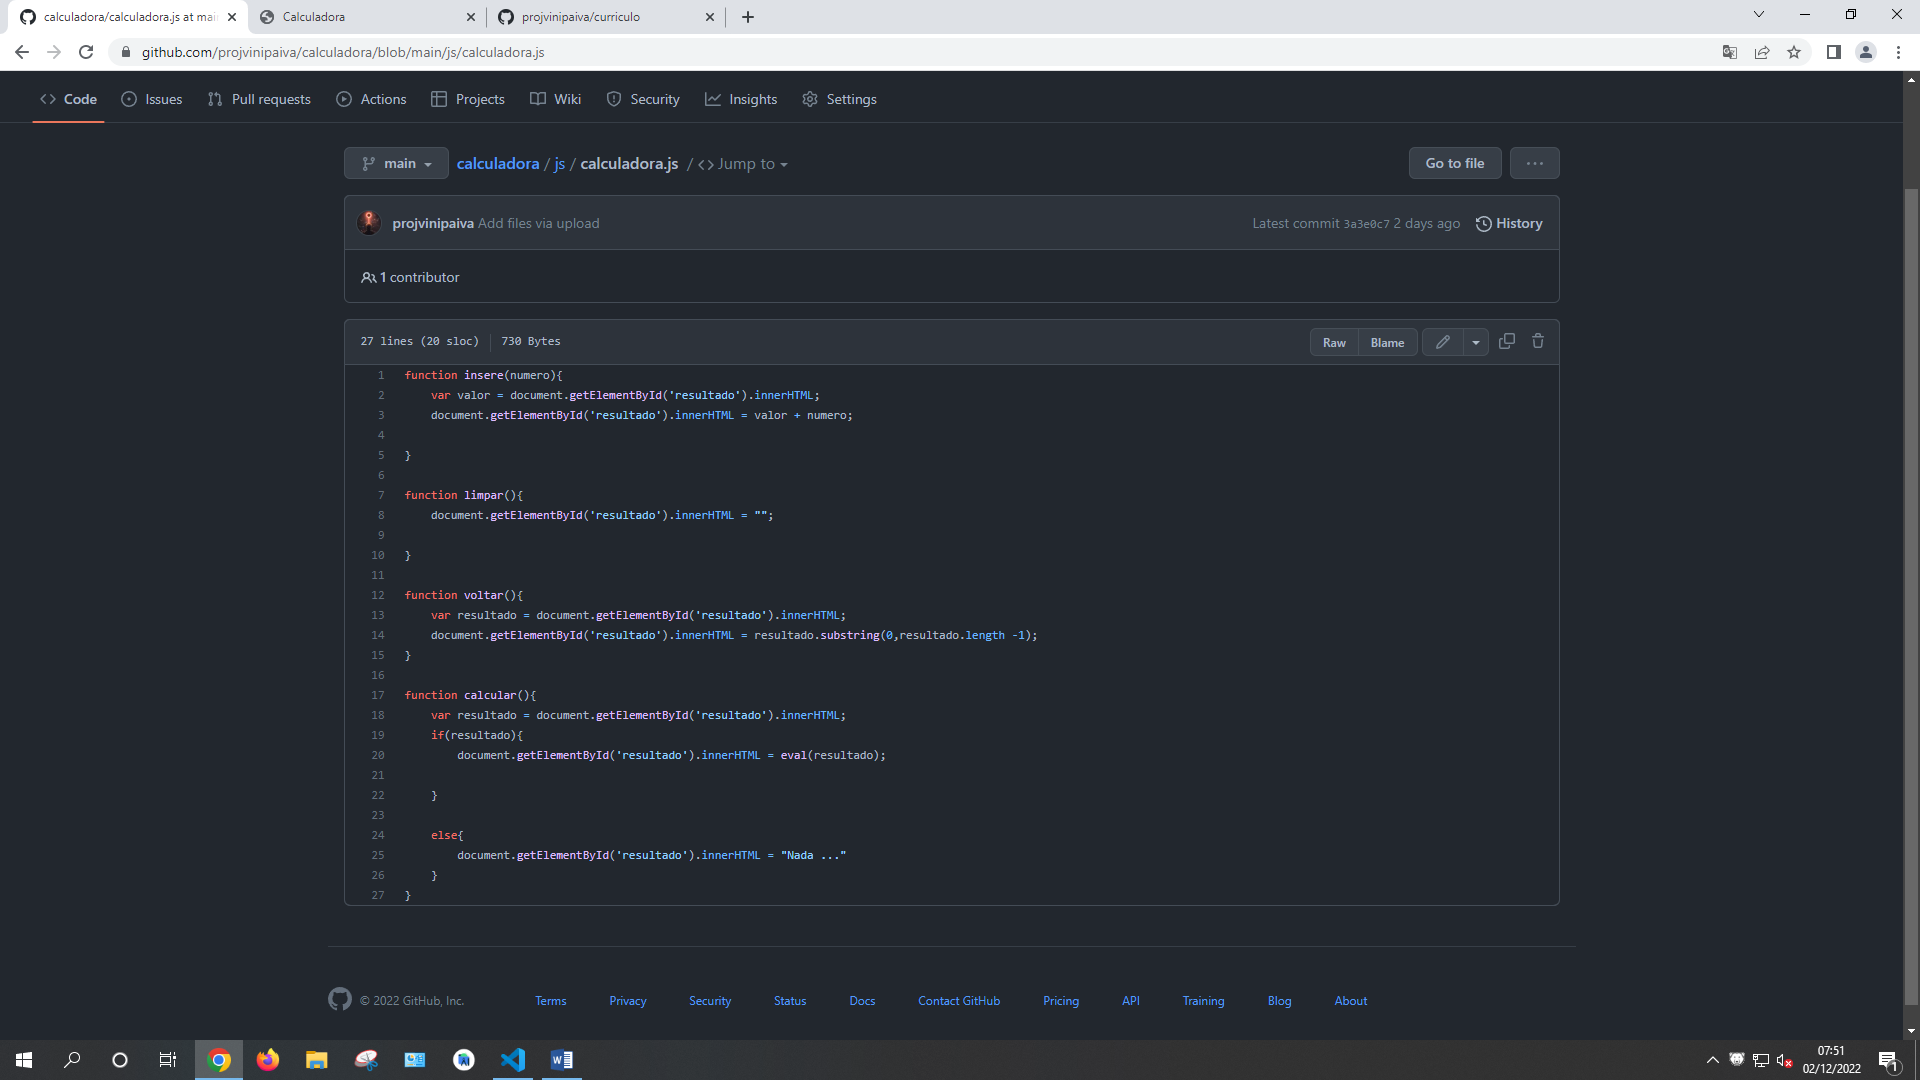 calculadora/calculadora.js at mai
Calculadora
projvinipaiva/curriculo
github.com/projvinipaiva/calculadora/blob/main/js/calculadora.js
Code Issues Pull requests Actions Projects Wiki Security Insights Settings
main calculadora / js / calculadora.js / <> Jump to Go to file ...
projvinipaiva Add files via upload Latest commit 3a3e0c7 2 days ago History
1 contributor
27 lines (20 sloc) 730 Bytes Raw Blame
1 function insere(numero){
2     var valor = document.getElementById('resultado').innerHTML;
3     document.getElementById('resultado').innerHTML = valor + numero;
4
5 }
6
7 function limpar(){
8     document.getElementById('resultado').innerHTML = "";
9
10 }
11
12 function voltar(){
13     var resultado = document.getElementById('resultado').innerHTML;
14     document.getElementById('resultado').innerHTML = resultado.substring(0,resultado.length -1);
15 }
16
17 function calcular(){
18     var resultado = document.getElementById('resultado').innerHTML;
19     if(resultado){
20         document.getElementById('resultado').innerHTML = eval(resultado);
21
22     }
23
24     else{
25         document.getElementById('resultado').innerHTML = "Nada ..."
26     }
27 }
© 2022 GitHub, Inc. Terms Privacy Security Status Docs Contact GitHub Pricing API Training Blog About
07:51
02/12/2022
1